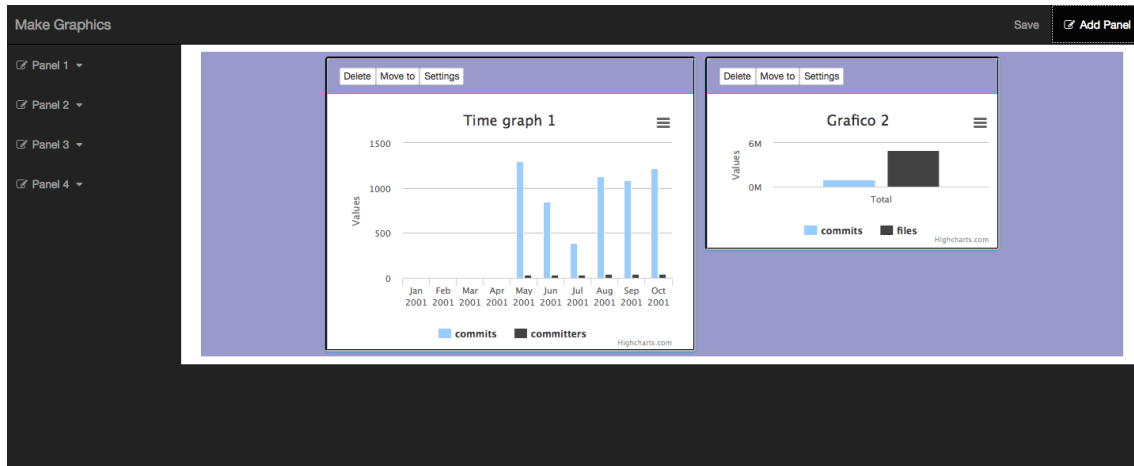 Make Graphics
Save
Add Panel
Panel 1
Panel 2
Panel 3
Panel 4
Delete Move to Settings
Time graph 1
Values
1500
1000
500
0
Jan Feb Mar Apr May Jun Jul Aug Sep Oct
2001 2001 2001 2001 2001 2001 2001 2001 2001 2001
commits committers
Highcharts.com
Delete Move to Settings
Grafico 2
Values
6M
0M
Total
commits files
Highcharts.com